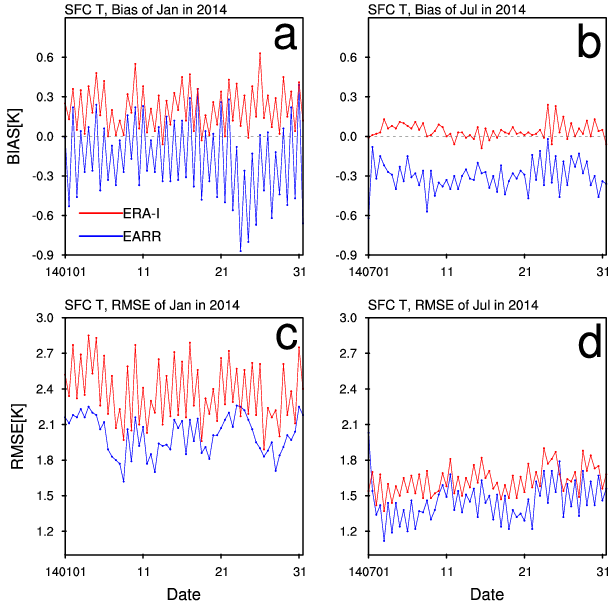 SFC T, Bias of Jan in 2014
SFC T, Bias of Jul in 2014
a
b
BIAS[K]
0.9
0.6
0.3
0.0
-0.3
-0.6
-0.9
ERA-I
EARR
140101 11 21 31
0.9
0.6
0.3
0.0
-0.3
-0.6
-0.9
140701 11 21 31
SFC T, RMSE of Jan in 2014
SFC T, RMSE of Jul in 2014
c
d
RMSE[K]
3.0
2.7
2.4
2.1
1.8
1.5
1.2
140101 11 21 31
Date
3.0
2.7
2.4
2.1
1.8
1.5
1.2
140701 11 21 31
Date